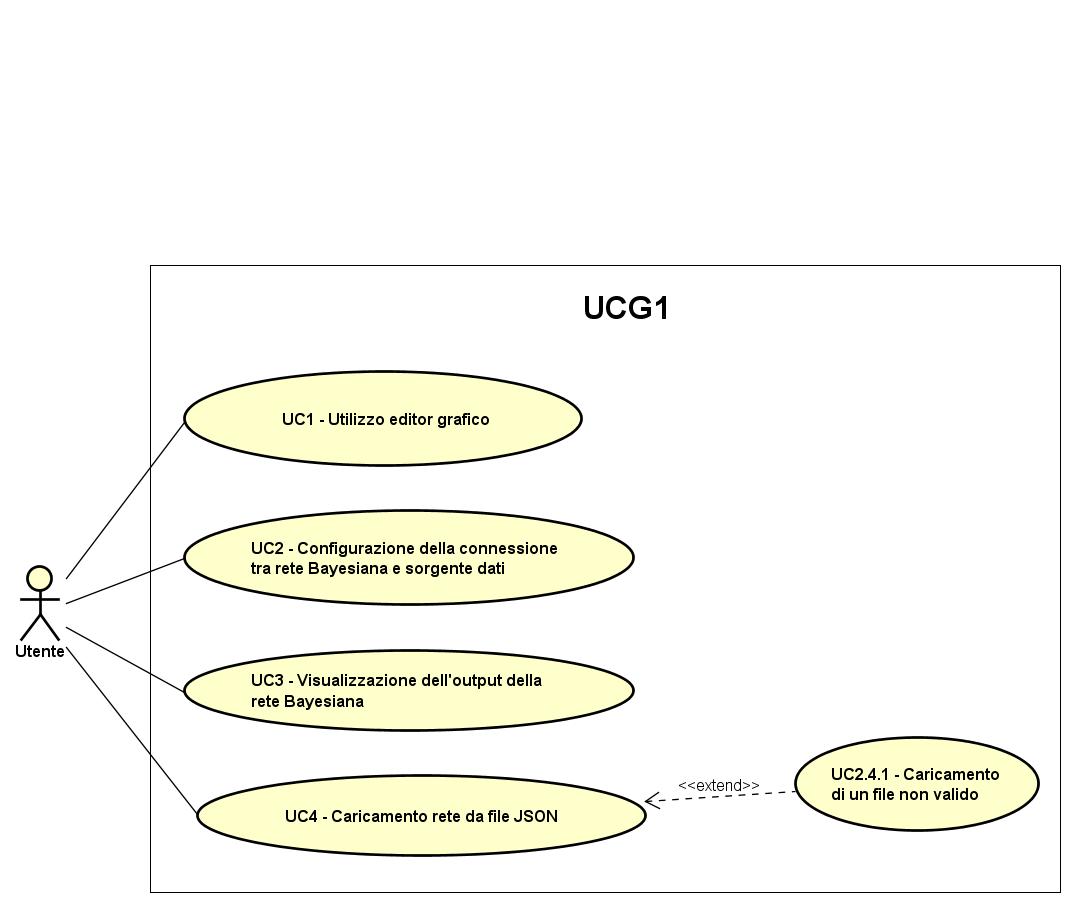 UCG1
UC1 - Utilizzo editor grafico
UC2 - Configurazione della connessione
tra rete Bayesiana e sorgente dati
Utente
UC3 - Visualizzazione dell'output della
rete Bayesiana
UC4 - Caricamento rete da file JSON
<<extend>>
UC2.4.1 - Caricamento
di un file non valido